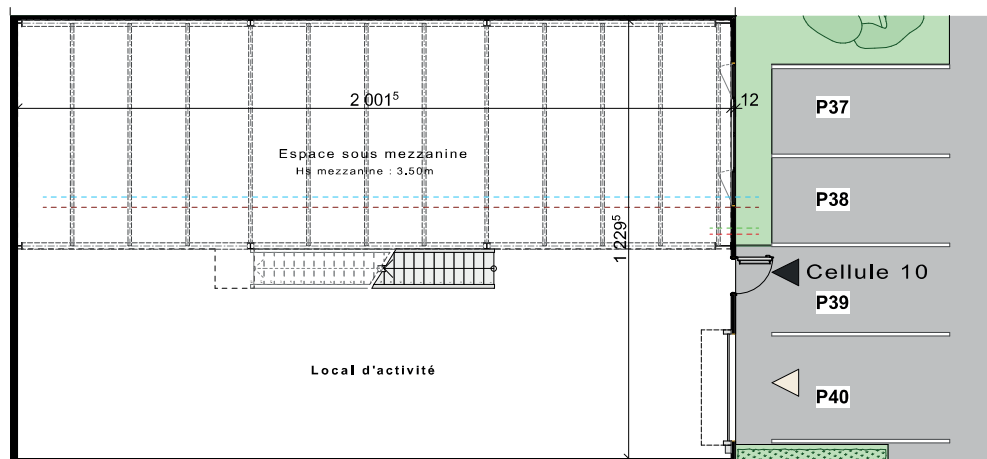 2 001⁵
12
P37
Espace sous mezzanine
Hs mezzanine : 3.50m
P38
1 229⁵
Cellule 10
P39
Local d'activité
P40